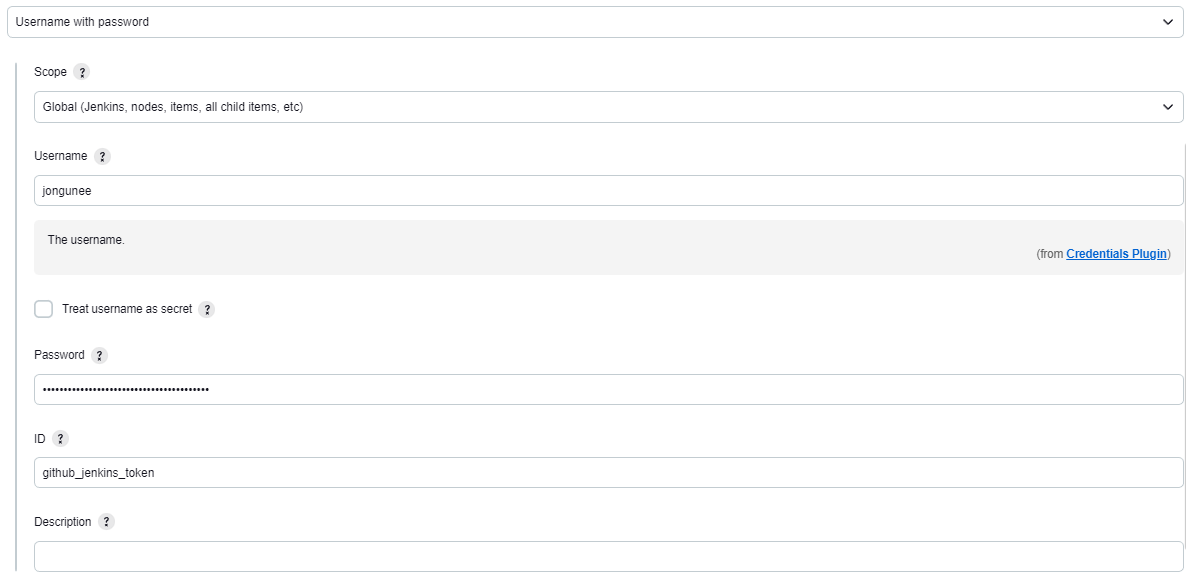 Username with password
Scope ?
Global (Jenkins, nodes, items, all child items, etc)
Username ?
jongunee
The username.
(from Credentials Plugin)
Treat username as secret ?
Password ?
••••••••••••••••••••••••••••••••••••••••
ID ?
github_jenkins_token
Description ?